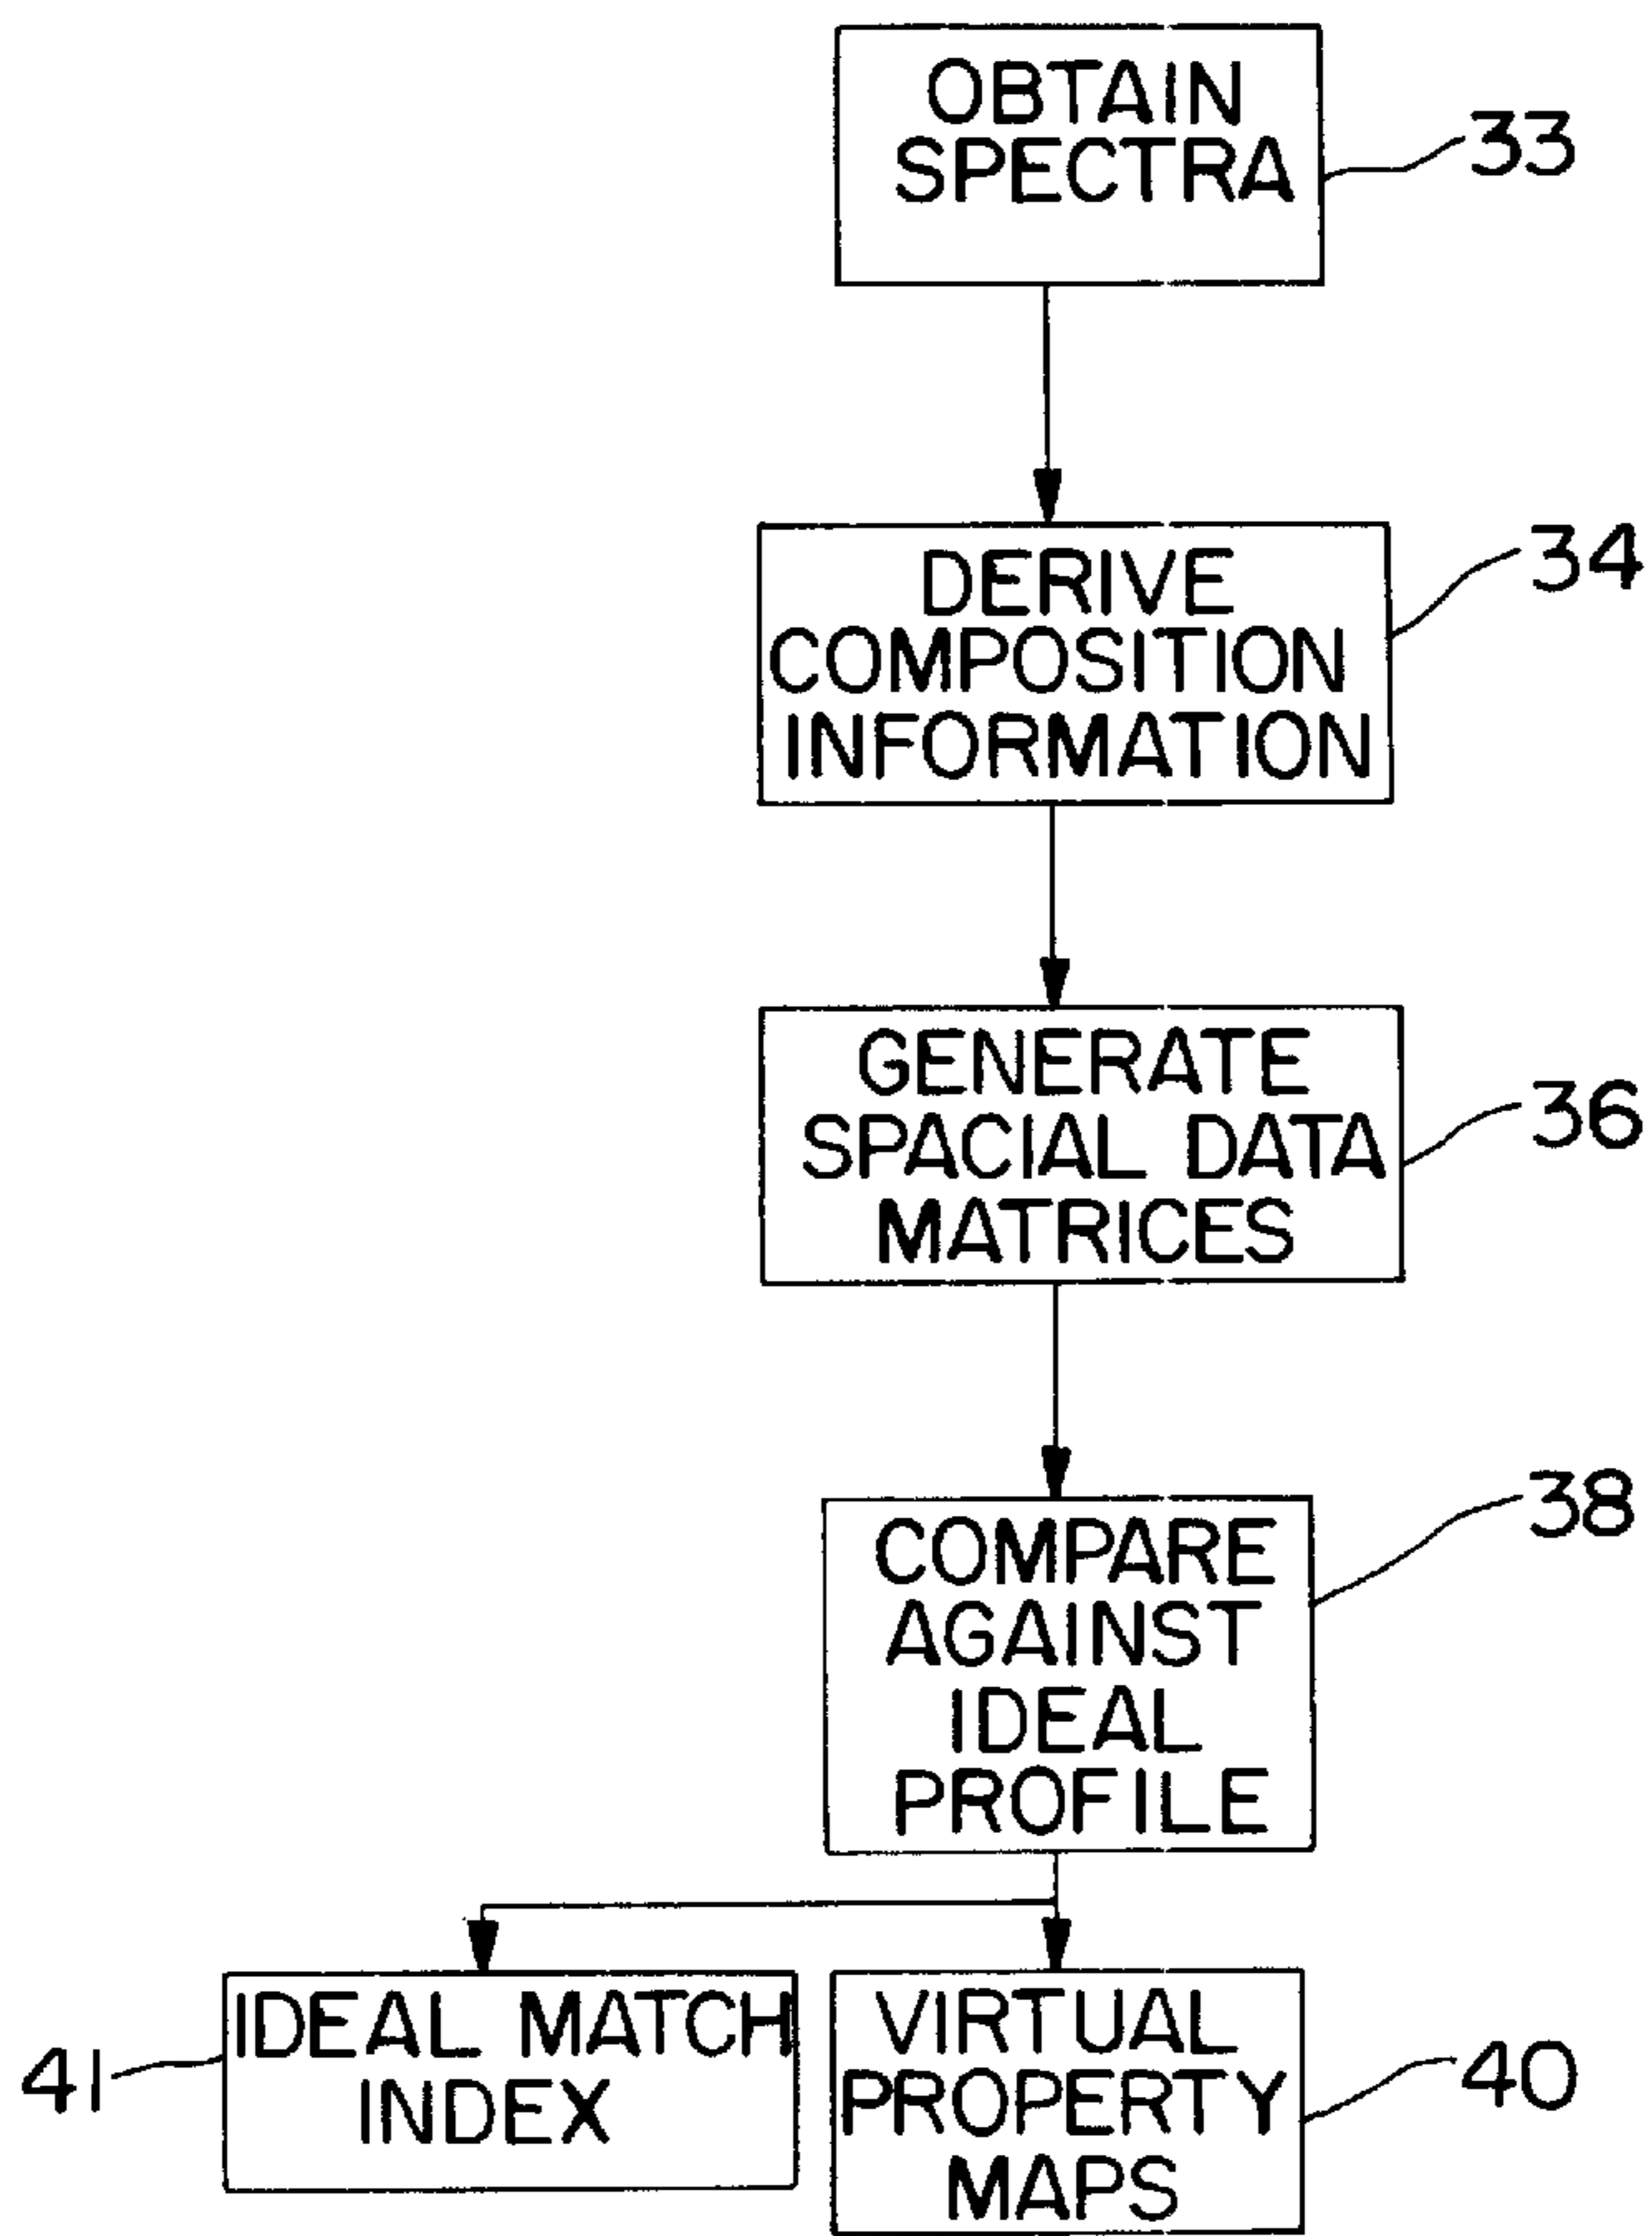 OBTAIN
SPECTRA
33
DERIVE
COMPOSITION
INFORMATION
34
GENERATE
SPACIAL DATA
MATRICES
36
COMPARE
AGAINST
IDEAL
PROFILE
38
41
IDEAL MATCH
INDEX
VIRTUAL
PROPERTY
MAPS
40